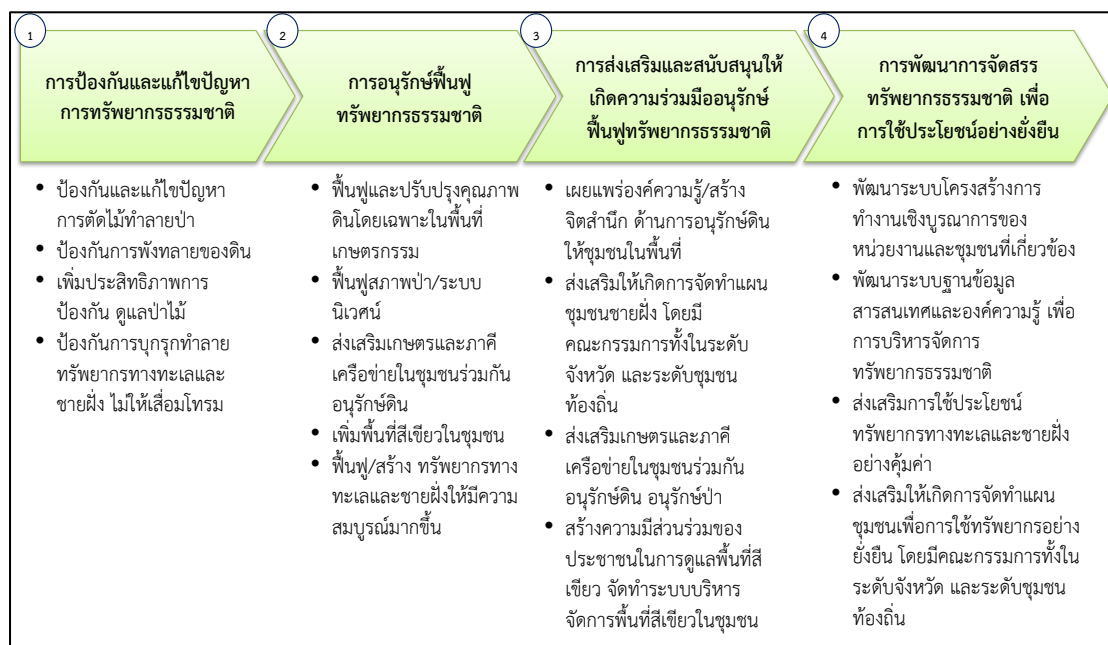 1
การป้องกันและแก้ไขปัญหา
การทรัพยากรธรรมชาติ
• ป้องกันและแก้ไขปัญหา
การตัดไม้ทำลายป่า
• ป้องกันการพังทลายของดิน
• เพิ่มประสิทธิภาพการ
ป้องกัน ดูแลป่าไม้
• ป้องกันการบุกรุกทำลาย
ทรัพยากรทางทะเลและ
ชายฝั่ง ไม่ให้เสื่อมโทรม
2
การอนุรักษ์ฟื้นฟู
ทรัพยากรธรรมชาติ
• ฟื้นฟูและปรับปรุงคุณภาพ
ดินโดยเฉพาะในพื้นที่
เกษตรกรรม
• ฟื้นฟูสภาพป่า/ระบบ
นิเวศน์
• ส่งเสริมเกษตรและภาคี
เครือข่ายในชุมชนร่วมกัน
อนุรักษ์ดิน
• เพิ่มพื้นที่สีเขียวในชุมชน
• ฟื้นฟู/สร้าง ทรัพยากรทาง
ทะเลและชายฝั่งให้มีความ
สมบูรณ์มากขึ้น
3
การส่งเสริมและสนับสนุนให้
เกิดความร่วมมืออนุรักษ์
ฟื้นฟูทรัพยากรธรรมชาติ
• เผยแพร่องค์ความรู้/สร้าง
จิตสำนึก ด้านการอนุรักษ์ดิน
ให้ชุมชนในพื้นที่
• ส่งเสริมให้เกิดการจัดทำแผน
ชุมชนชายฝั่ง โดยมี
คณะกรรมการทั้งในระดับ
จังหวัด และระดับชุมชน
ท้องถิ่น
• ส่งเสริมเกษตรและภาคี
เครือข่ายในชุมชนร่วมกัน
อนุรักษ์ดิน อนุรักษ์ป่า
• สร้างความมีส่วนร่วมของ
ประชาชนในการดูแลพื้นที่สี
เขียว จัดทำระบบบริหาร
จัดการพื้นที่สีเขียวในชุมชน
4
การพัฒนาการจัดสรร
ทรัพยากรธรรมชาติ เพื่อ
การใช้ประโยชน์อย่างยั่งยืน
• พัฒนาระบบโครงสร้างการ
ทำงานเชิงบูรณาการของ
หน่วยงานและชุมชนที่เกี่ยวข้อง
• พัฒนาระบบฐานข้อมูล
สารสนเทศและองค์ความรู้ เพื่อ
การบริหารจัดการ
ทรัพยากรธรรมชาติ
• ส่งเสริมการใช้ประโยชน์
ทรัพยากรทางทะเลและชายฝั่ง
อย่างคุ้มค่า
• ส่งเสริมให้เกิดการจัดทำแผน
ชุมชนเพื่อการใช้ทรัพยากรอย่าง
ยั่งยืน โดยมีคณะกรรมการทั้งใน
ระดับจังหวัด และระดับชุมชน
ท้องถิ่น